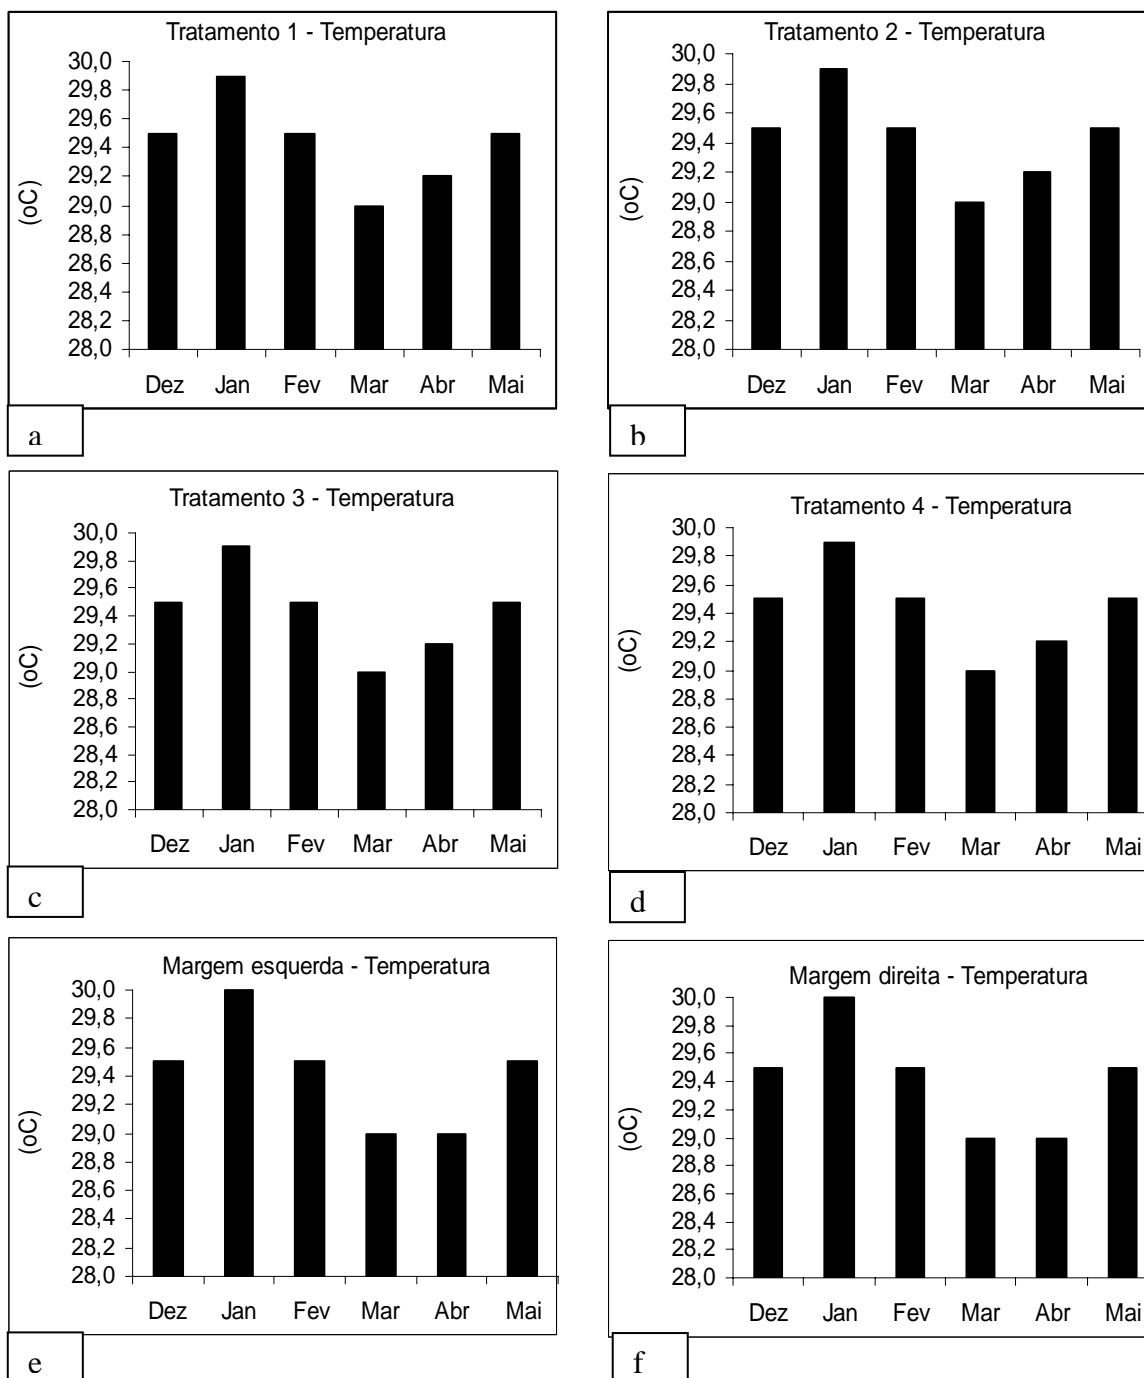 Tratamento 1 - Temperatura
30,0
29,8
29,6
29,4
29,2
29,0
28,8
28,6
28,4
28,2
28,0
(oC)
Dez Jan Fev Mar Abr Mai
a
Tratamento 2 - Temperatura
30,0
29,8
29,6
29,4
29,2
29,0
28,8
28,6
28,4
28,2
28,0
(oC)
Dez Jan Fev Mar Abr Mai
b
Tratamento 3 - Temperatura
30,0
29,8
29,6
29,4
29,2
29,0
28,8
28,6
28,4
28,2
28,0
(oC)
Dez Jan Fev Mar Abr Mai
c
Tratamento 4 - Temperatura
30,0
29,8
29,6
29,4
29,2
29,0
28,8
28,6
28,4
28,2
28,0
(oC)
Dez Jan Fev Mar Abr Mai
d
Margem esquerda - Temperatura
30,0
29,8
29,6
29,4
29,2
29,0
28,8
28,6
28,4
28,2
28,0
(oC)
Dez Jan Fev Mar Abr Mai
e
Margem direita - Temperatura
30,0
29,8
29,6
29,4
29,2
29,0
28,8
28,6
28,4
28,2
28,0
(oC)
Dez Jan Fev Mar Abr Mai
f